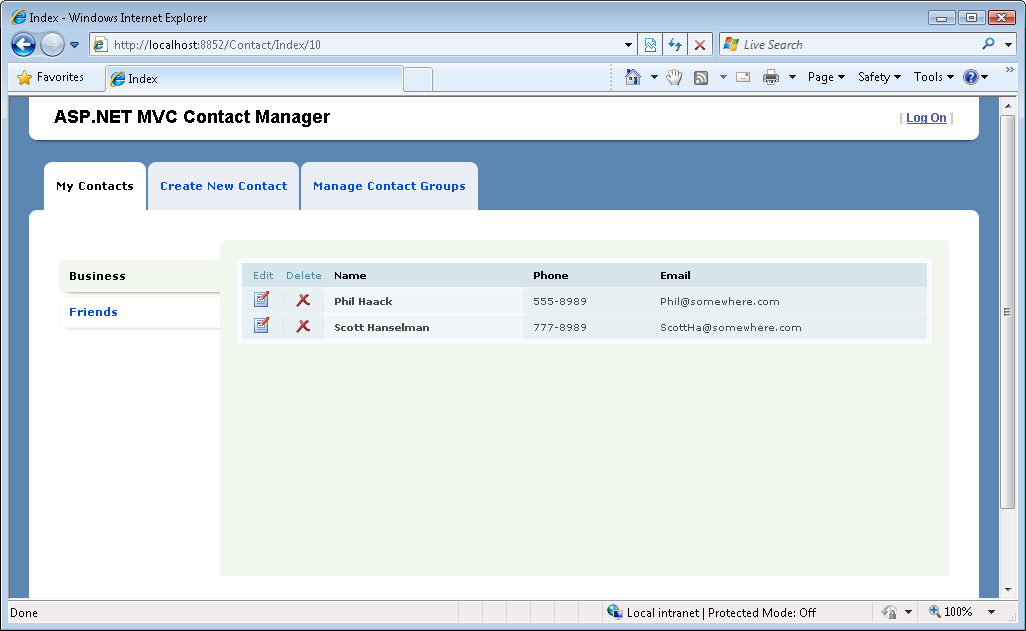 Index - Windows Internet Explorer
http://localhost:8852/Contact/Index/10
Live Search
Favorites
Index
Page
Safety
Tools
ASP.NET MVC Contact Manager
[ Log On ]
My Contacts
Create New Contact
Manage Contact Groups
Business
Friends
Edit Delete Name Phone Email
Phil Haack 555-8989 Phil@somewhere.com
Scott Hanselman 777-8989 ScottHa@somewhere.com
Done
Local intranet | Protected Mode: Off
100%